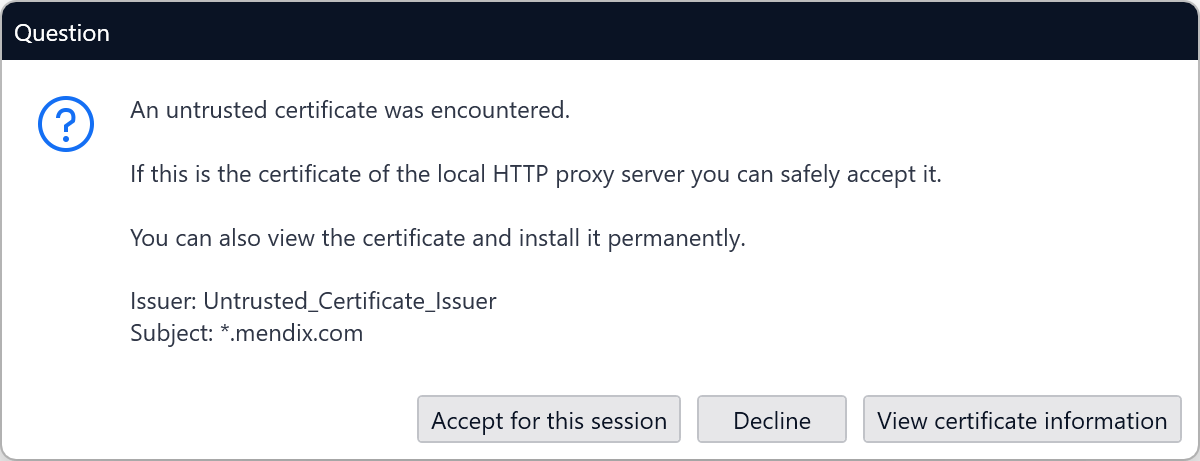 Question
An untrusted certificate was encountered.
If this is the certificate of the local HTTP proxy server you can safely accept it.
You can also view the certificate and install it permanently.
Issuer: Untrusted_Certificate_Issuer
Subject: *.mendix.com
Accept for this session
Decline
View certificate information